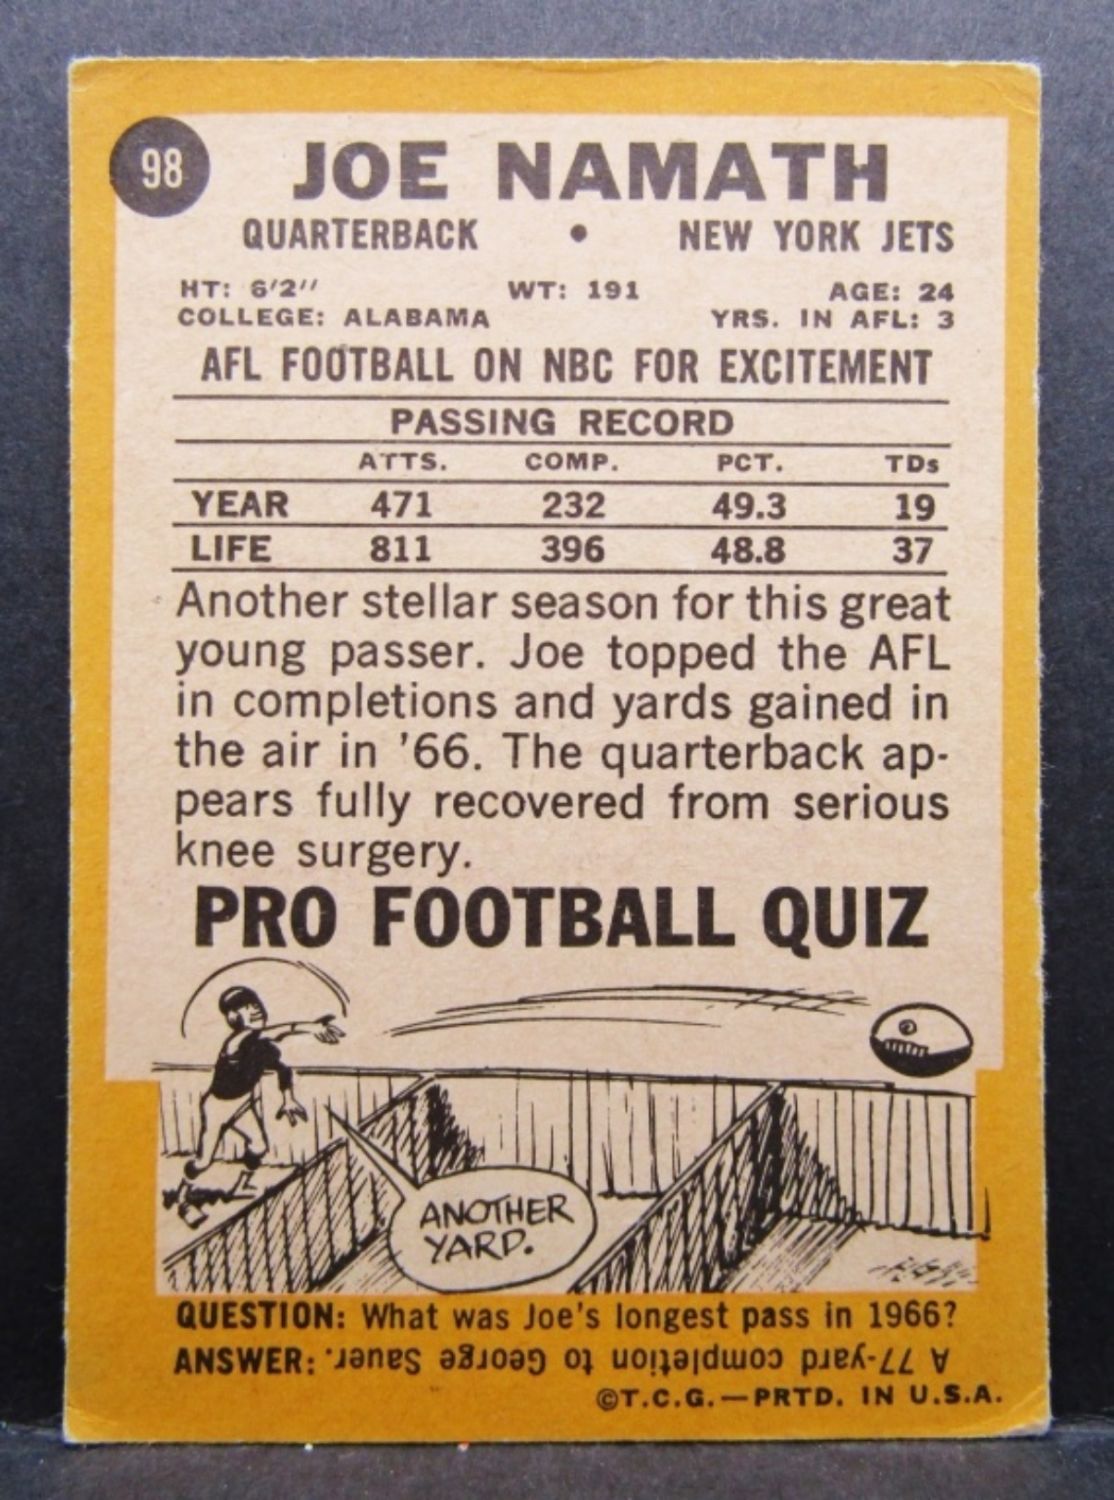 98
JOE NAMATH
QUARTERBACK • NEW YORK JETS
HT: 6'2" WT: 191 AGE: 24
COLLEGE: ALABAMA YRS. IN AFL: 3
AFL FOOTBALL ON NBC FOR EXCITEMENT
PASSING RECORD
ATTS. COMP. PCT. TDs
YEAR 471 232 49.3 19
LIFE 811 396 48.8 37
Another stellar season for this great
young passer. Joe topped the AFL
in completions and yards gained in
the air in '66. The quarterback ap-
pears fully recovered from serious
knee surgery.
PRO FOOTBALL QUIZ
ANOTHER
YARD.
QUESTION: What was Joe's longest pass in 1966?
ANSWER: A 77-yard completion to George Sauer.
©T.C.G.—PRTD. IN U.S.A.